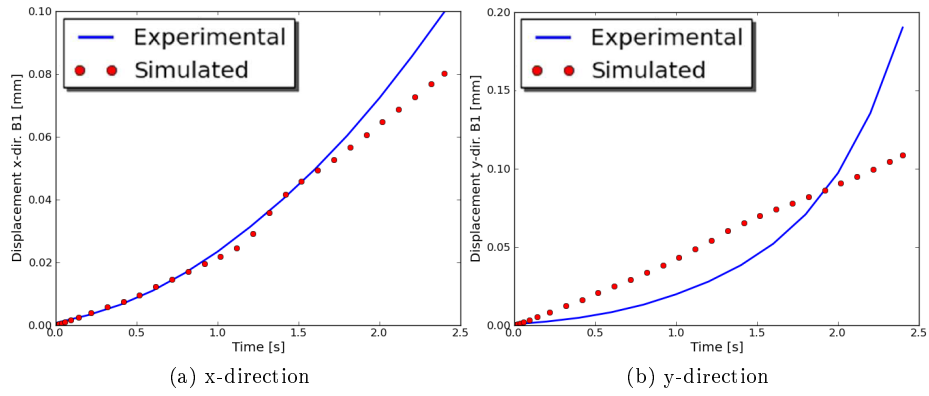 Experimental
Simulated
Displacement x-dir. B1 [mm]
0.10
0.08
0.06
0.04
0.02
0.00
0.0 0.5 1.0 1.5 2.0 2.5
Time [s]
(a) x-direction
Experimental
Simulated
Displacement y-dir. B1 [mm]
0.20
0.15
0.10
0.05
0.00
0.0 0.5 1.0 1.5 2.0 2.5
Time [s]
(b) y-direction